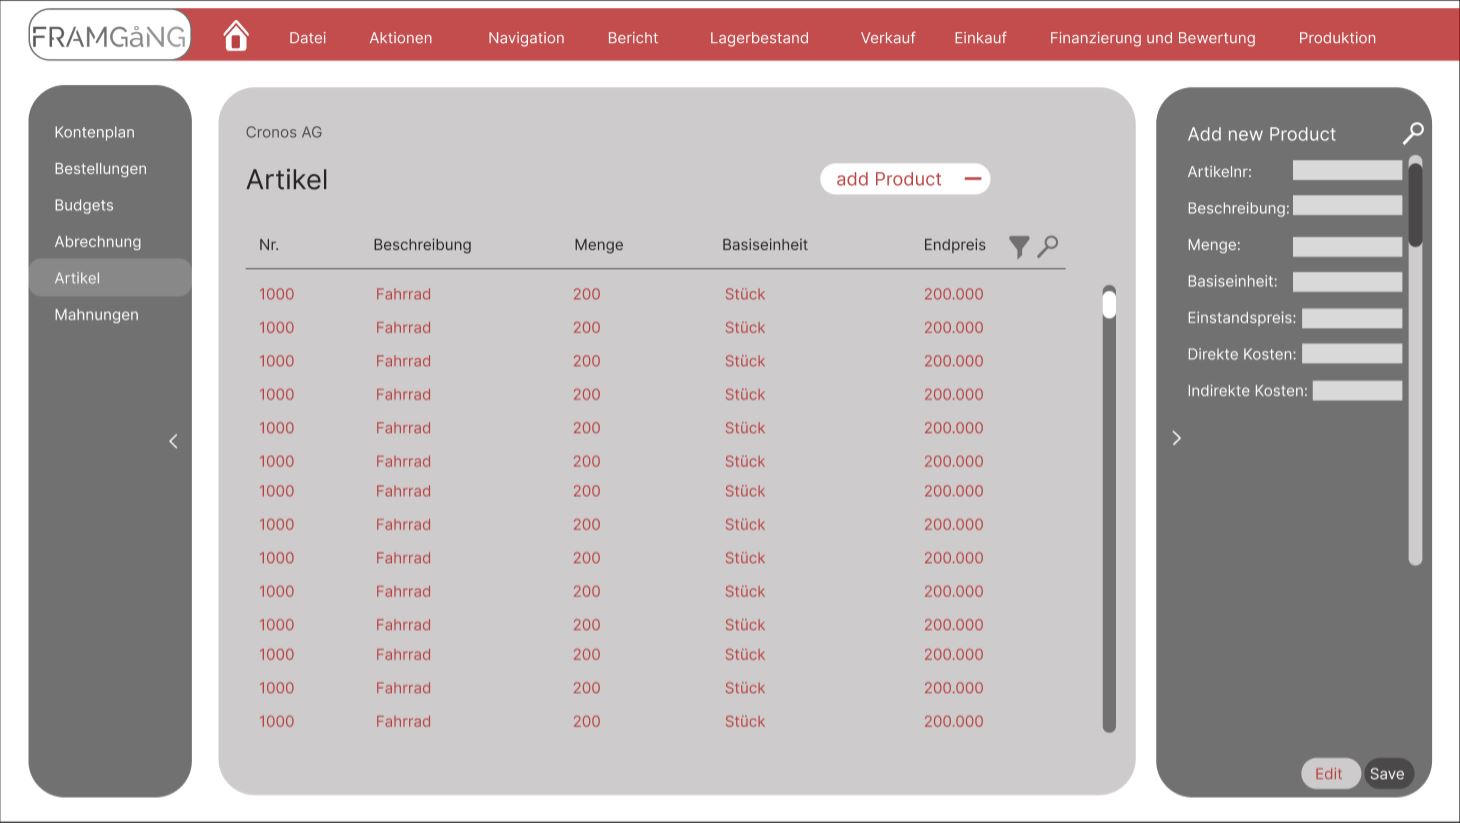 FRAMGåNG Datei Aktionen Navigation Bericht Lagerbestand Verkauf Einkauf Finanzierung und Bewertung Produktion
Kontenplan
Bestellungen
Budgets
Abrechnung
Artikel
Mahnungen
Cronos AG
Artikel
add Product
Nr. Beschreibung Menge Basiseinheit Endpreis
1000 Fahrrad 200 Stück 200.000
1000 Fahrrad 200 Stück 200.000
1000 Fahrrad 200 Stück 200.000
1000 Fahrrad 200 Stück 200.000
1000 Fahrrad 200 Stück 200.000
1000 Fahrrad 200 Stück 200.000
1000 Fahrrad 200 Stück 200.000
1000 Fahrrad 200 Stück 200.000
1000 Fahrrad 200 Stück 200.000
1000 Fahrrad 200 Stück 200.000
1000 Fahrrad 200 Stück 200.000
1000 Fahrrad 200 Stück 200.000
1000 Fahrrad 200 Stück 200.000
1000 Fahrrad 200 Stück 200.000
Add new Product
Artikelnr:
Beschreibung:
Menge:
Basiseinheit:
Einstandspreis:
Direkte Kosten:
Indirekte Kosten:
Edit Save